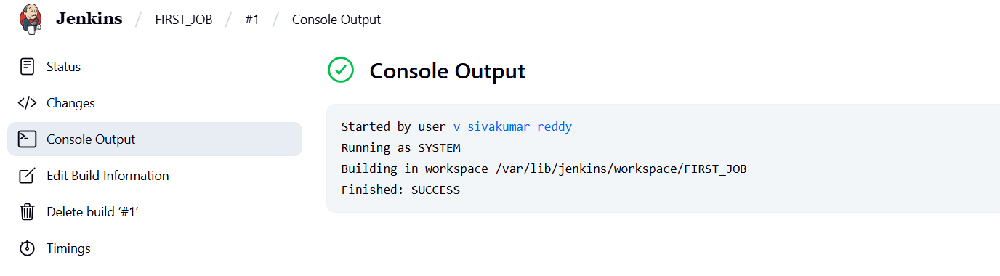 Jenkins / FIRST_JOB / #1 / Console Output
Status
Changes
Console Output
Edit Build Information
Delete build ‘#1’
Timings
Console Output
Started by user v sivakumar reddy
Running as SYSTEM
Building in workspace /var/lib/jenkins/workspace/FIRST_JOB
Finished: SUCCESS